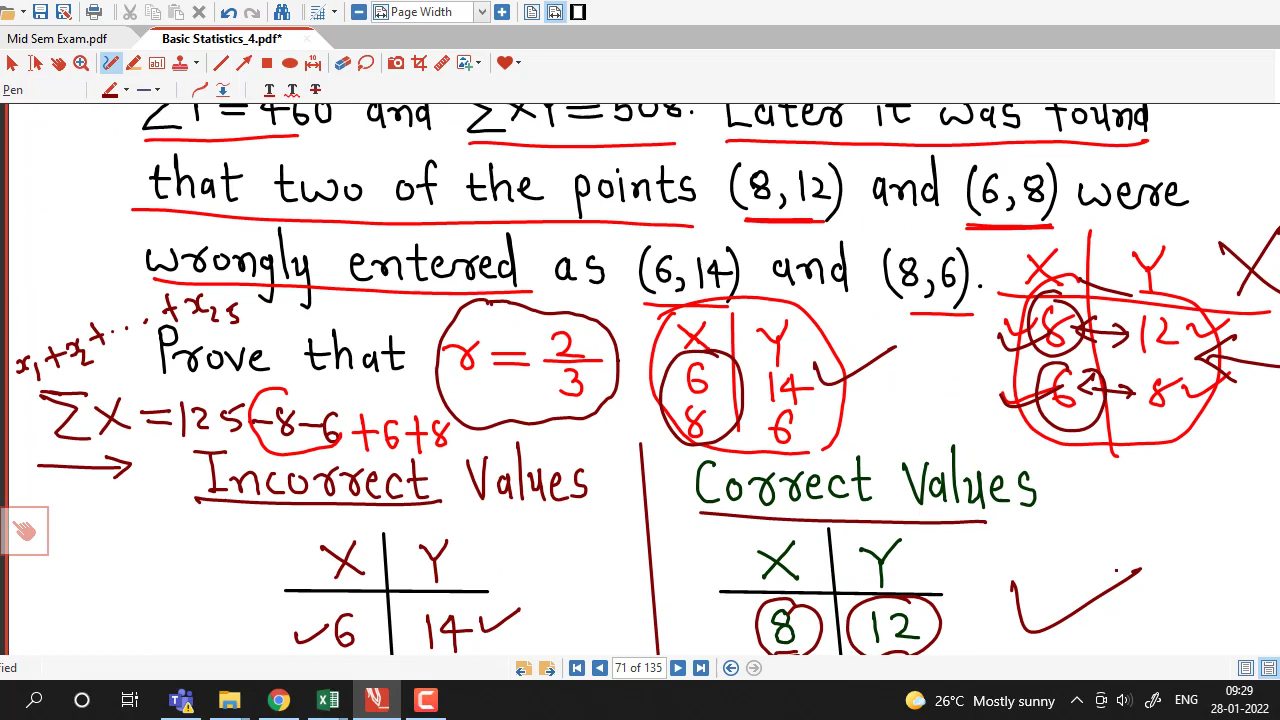 Page Width
Mid Sem Exam.pdf
Basic Statistics_4.pdf*
Pen
ΣY² = 460 and ΣXY = 508. Later it was found
that two of the points (8,12) and (6,8) were
wrongly entered as (6,14) and (8,6).
X Y
8 12
6 8
X
x₁+x₂+...+x₂₅
Prove that r = 2/3
X Y
6 14
8 6
ΣX = 125 -8-6 +6+8
Incorrect Values
Correct Values
X Y
6 14
X Y
8 12
fied
71 of 135
26°C Mostly sunny
ENG
09:29
28-01-2022